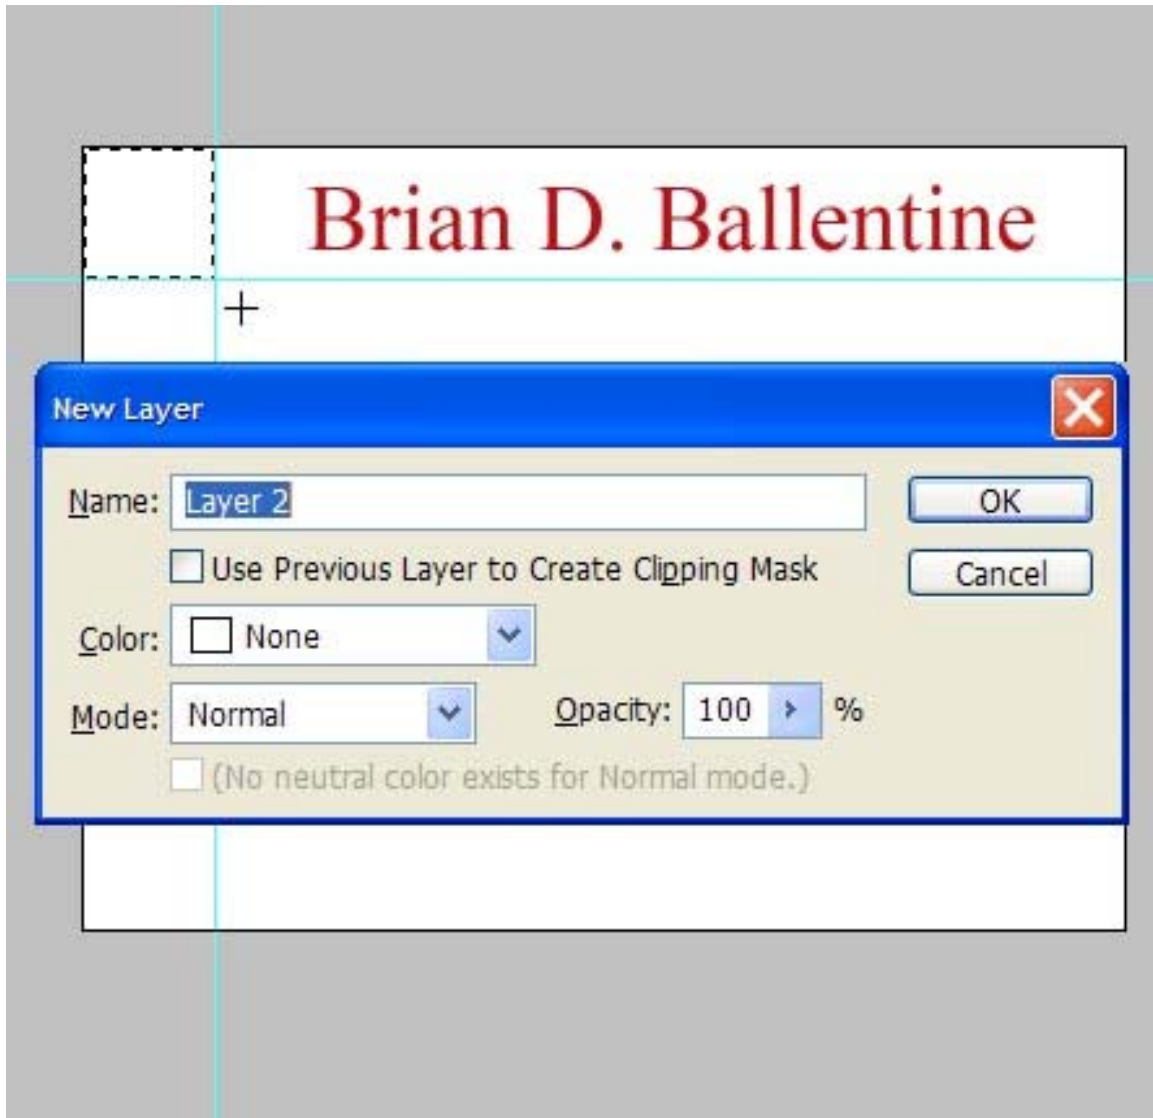 Brian D. Ballentine
New Layer
Name: Layer 2
OK
Use Previous Layer to Create Clipping Mask
Cancel
Color: None
Mode: Normal Opacity: 100 %
(No neutral color exists for Normal mode.)